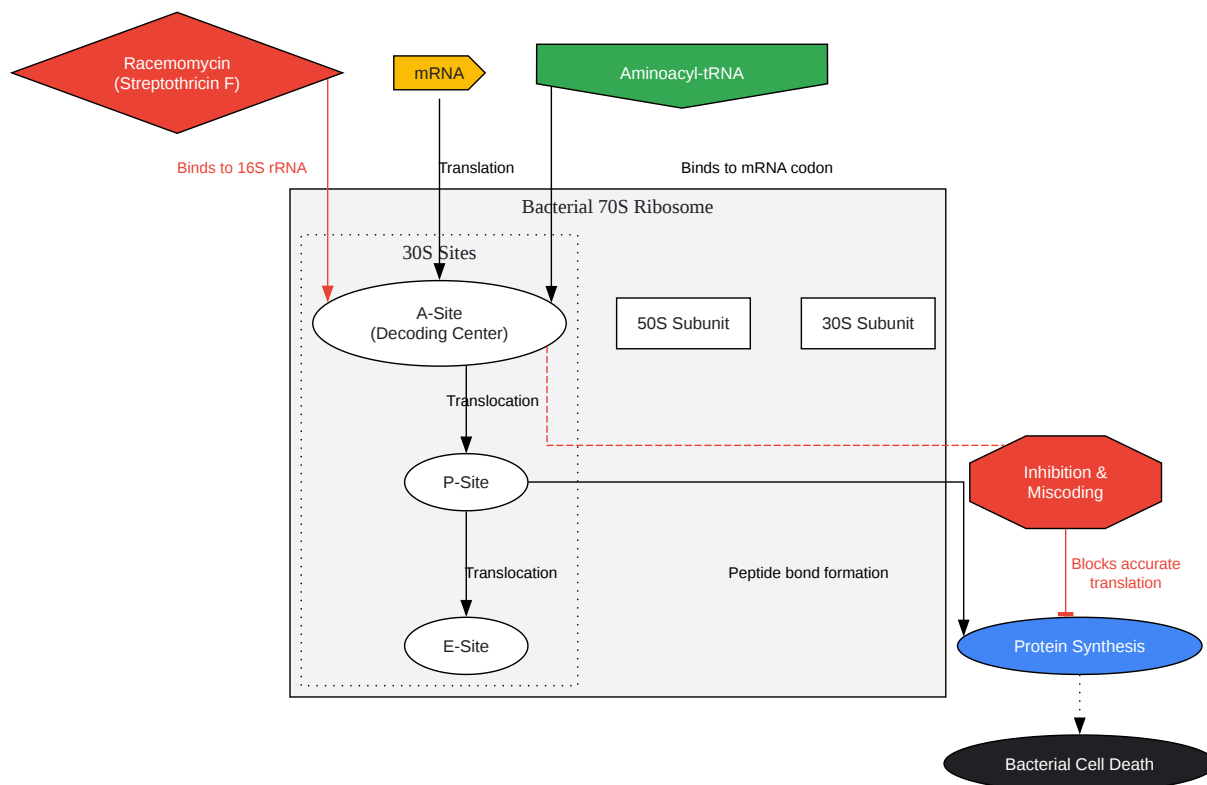 Racemomycin
(Streptothricin F)
mRNA
Aminoacyl-tRNA
Binds to 16S rRNA
Translation
Binds to mRNA codon
Bacterial 70S Ribosome
30S Sites
A-Site
(Decoding Center)
50S Subunit
30S Subunit
Translocation
P-Site
Inhibition &
Miscoding
Translocation
Peptide bond formation
Blocks accurate
translation
E-Site
Protein Synthesis
Bacterial Cell Death